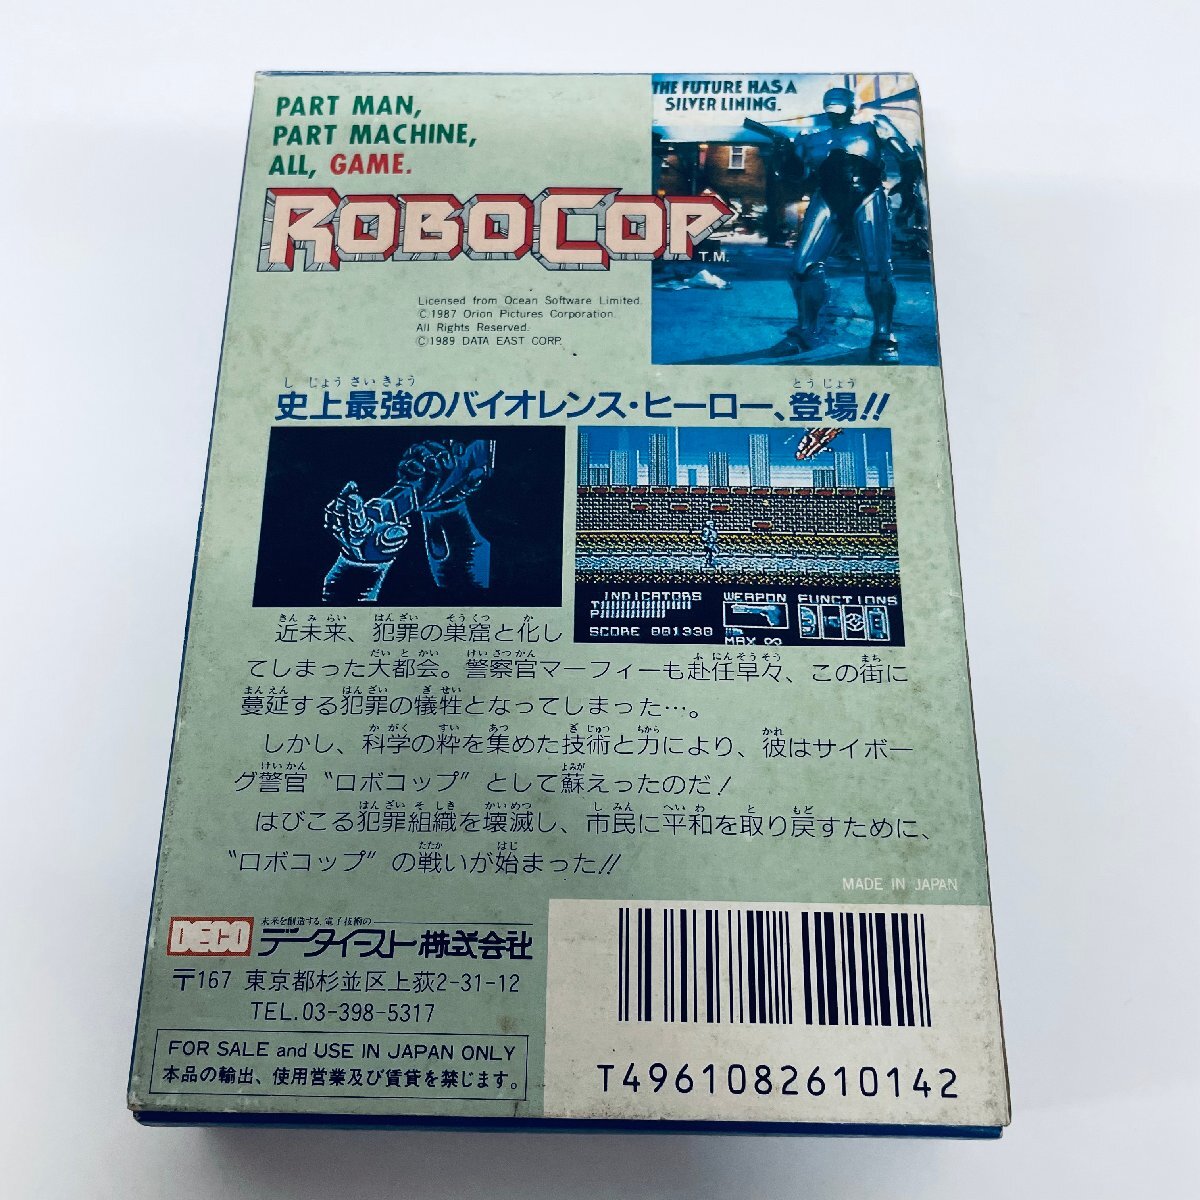 PART MAN,
PART MACHINE,
ALL, GAME.
THE FUTURE HAS A
SILVER LINING.
ROBOCOP
T.M.
Licensed from Ocean Software Limited.
©1987 Orion Pictures Corporation.
All Rights Reserved.
©1989 DATA EAST CORP.
史上最強のバイオレンス・ヒーロー、登場!!
INDICATORS
T
P
SCORE 001330
WEAPON
MAX ∞
FUNCTIONS
近未来、犯罪の巣窟と化し
てしまった大都会。警察官マーフィーも赴任早々、この街に
蔓延する犯罪の犠牲となってしまった…。
しかし、科学の粋を集めた技術と力により、彼はサイボー
グ警官“ロボコップ”として蘇えったのだ!
はびこる犯罪組織を壊滅し、市民に平和を取り戻すために、
“ロボコップ”の戦いが始まった!!
MADE IN JAPAN
DECO
未来を創造する電子技術の
データイースト株式会社
〒167 東京都杉並区上荻2-31-12
TEL.03-398-5317
FOR SALE and USE IN JAPAN ONLY
本品の輸出、使用営業及び賃貸を禁じます。
T4961082610142